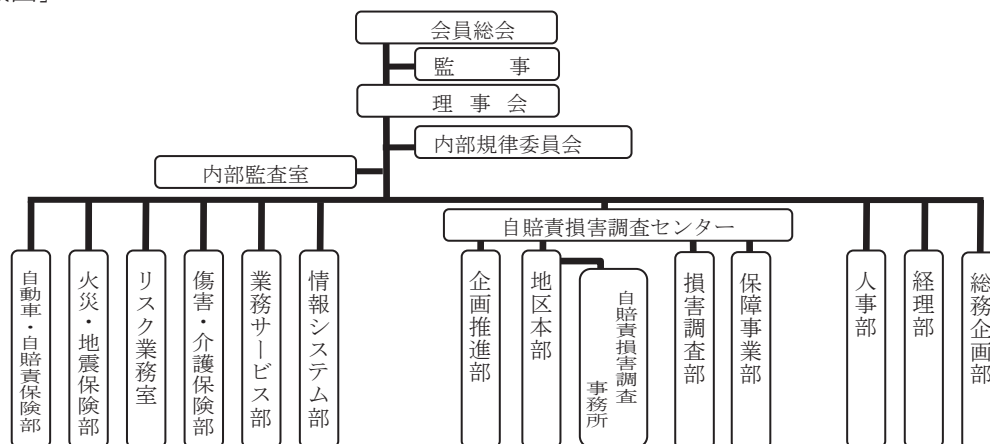 図」
会員総会
監　　事
理 事 会
内部規律委員会
内部監査室
自賠責損害調査センター
自動車・自賠責保険部
火災・地震保険部
リスク業務室
傷害・介護保険部
業務サービス部
情報システム部
企画推進部
地区本部
自賠責損害調査
事務所
損害調査部
保障事業部
人事部
経理部
総務企画部